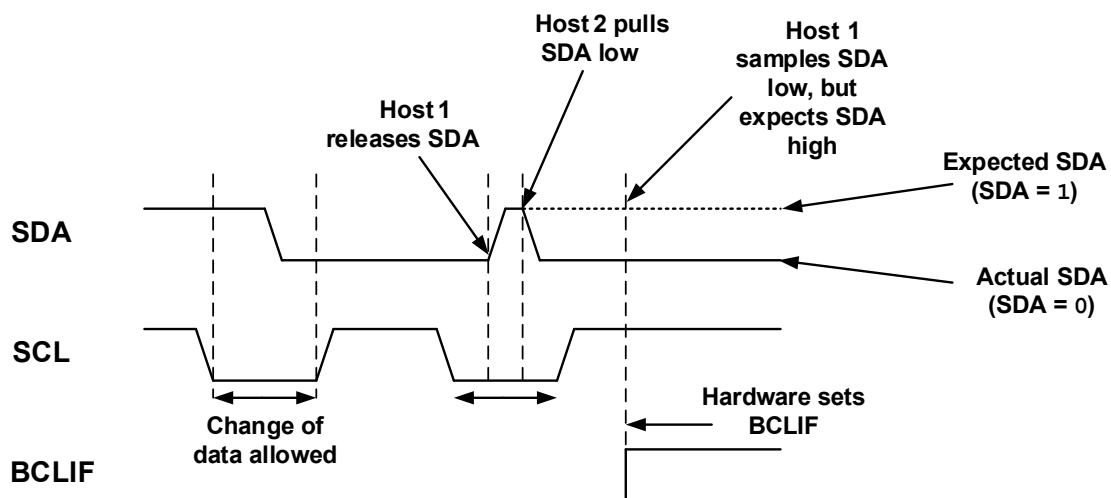 Host 2 pulls
SDA low
Host 1
samples SDA
low, but
expects SDA
high
Host 1
releases SDA
Expected SDA
(SDA = 1)
SDA
Actual SDA
(SDA = 0)
SCL
Change of
data allowed
Hardware sets
BCLIF
BCLIF